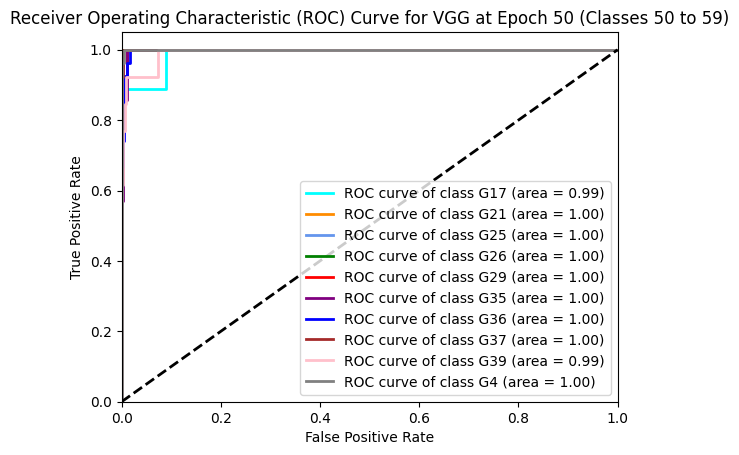 Receiver Operating Characteristic (ROC) Curve for VGG at Epoch 50 (Classes 50 to 59)
1.0
0.8
0.6
0.4
0.2
0.0
True Positive Rate
ROC curve of class G17 (area = 0.99)
ROC curve of class G21 (area = 1.00)
ROC curve of class G25 (area = 1.00)
ROC curve of class G26 (area = 1.00)
ROC curve of class G29 (area = 1.00)
ROC curve of class G35 (area = 1.00)
ROC curve of class G36 (area = 1.00)
ROC curve of class G37 (area = 1.00)
ROC curve of class G39 (area = 0.99)
ROC curve of class G4 (area = 1.00)
0.0 0.2 0.4 0.6 0.8 1.0
False Positive Rate